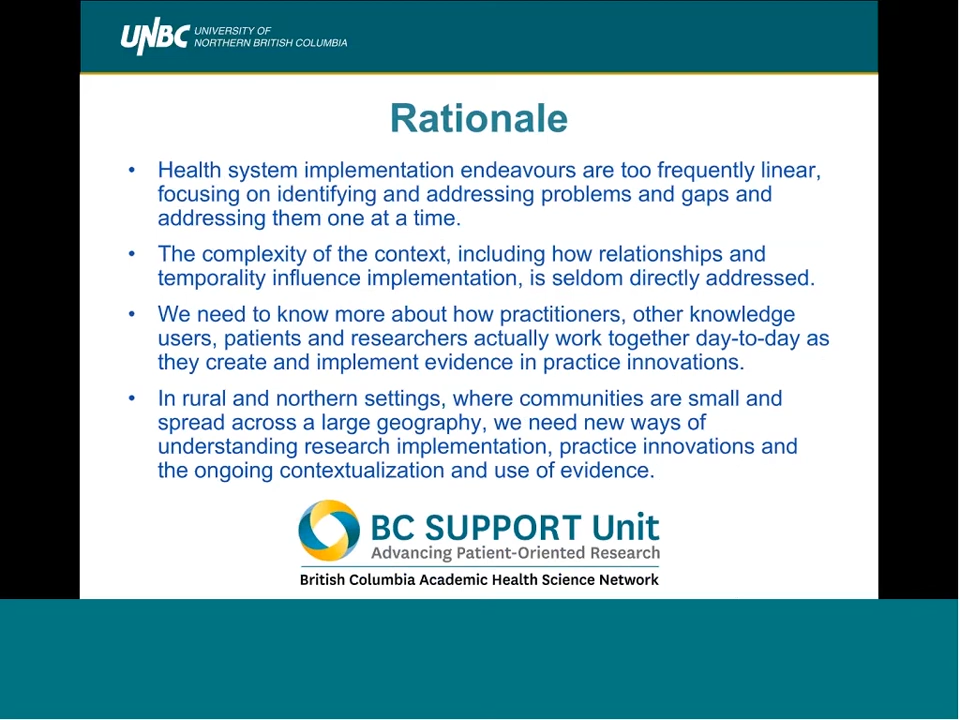 UNBC UNIVERSITY OF
NORTHERN BRITISH COLUMBIA
Rationale
• Health system implementation endeavours are too frequently linear,
focusing on identifying and addressing problems and gaps and
addressing them one at a time.
• The complexity of the context, including how relationships and
temporality influence implementation, is seldom directly addressed.
• We need to know more about how practitioners, other knowledge
users, patients and researchers actually work together day-to-day as
they create and implement evidence in practice innovations.
• In rural and northern settings, where communities are small and
spread across a large geography, we need new ways of
understanding research implementation, practice innovations and
the ongoing contextualization and use of evidence.
BC SUPPORT Unit
Advancing Patient-Oriented Research
British Columbia Academic Health Science Network